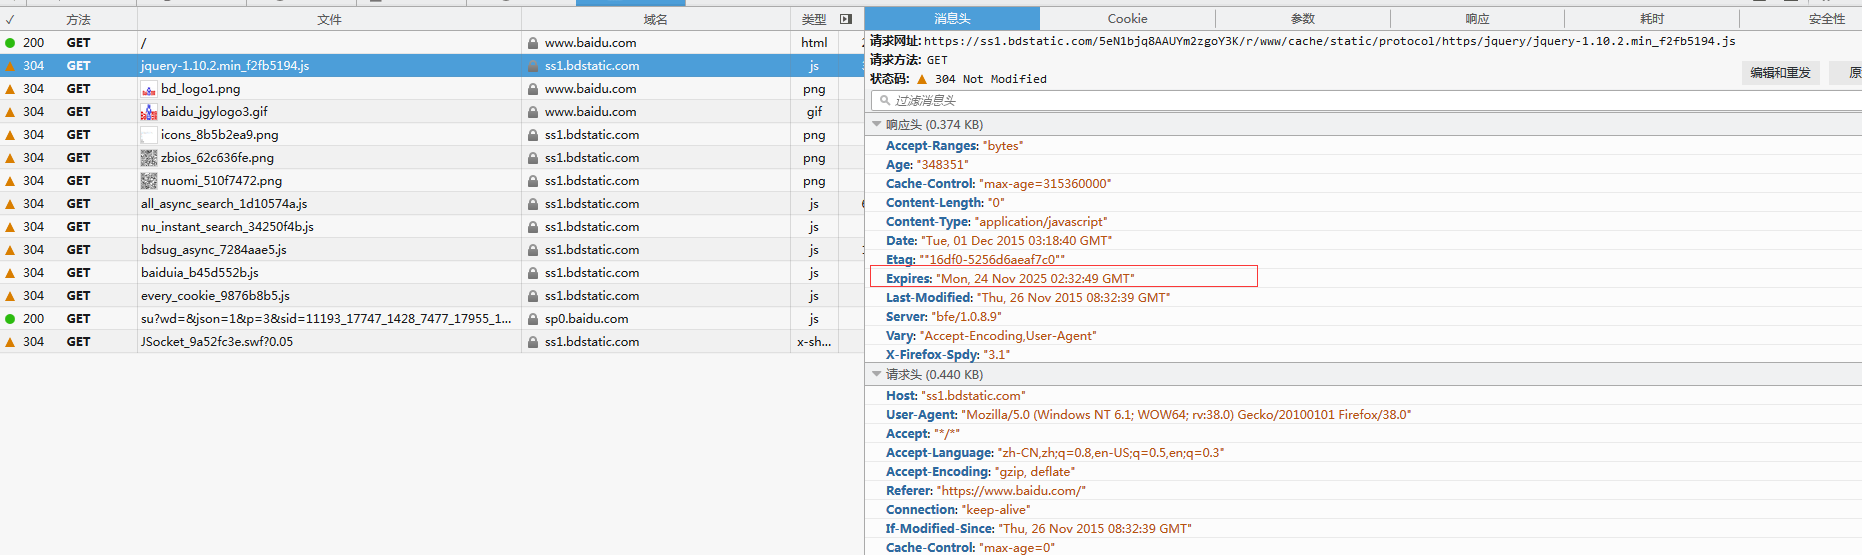 ✓ 方法 文件 域名 类型
200 GET / www.baidu.com html
304 GET jquery-1.10.2.min_f2fb5194.js ss1.bdstatic.com js
304 GET bd_logo1.png www.baidu.com png
304 GET baidu_jgylogo3.gif www.baidu.com gif
304 GET icons_8b5b2ea9.png ss1.bdstatic.com png
304 GET zbios_62c636fe.png ss1.bdstatic.com png
304 GET nuomi_510f7472.png ss1.bdstatic.com png
304 GET all_async_search_1d10574a.js ss1.bdstatic.com js
304 GET nu_instant_search_34250f4b.js ss1.bdstatic.com js
304 GET bdsug_async_7284aae5.js ss1.bdstatic.com js
304 GET baiduia_b45d552b.js ss1.bdstatic.com js
304 GET every_cookie_9876b8b5.js ss1.bdstatic.com js
200 GET su?wd=&json=1&p=3&sid=11193_17747_1428_7477_17955_1... sp0.baidu.com js
304 GET JSocket_9a52fc3e.swf?0.05 ss1.bdstatic.com x-sh...
消息头 Cookie 参数 响应 耗时 安全性
请求网址: https://ss1.bdstatic.com/5eN1bjq8AAUYm2zgoY3K/r/www/cache/static/protocol/https/jquery/jquery-1.10.2.min_f2fb5194.js
请求方法: GET
状态码: 304 Not Modified 编辑和重发 原
过滤消息头
响应头 (0.374 KB)
Accept-Ranges: "bytes"
Age: "348351"
Cache-Control: "max-age=315360000"
Content-Length: "0"
Content-Type: "application/javascript"
Date: "Tue, 01 Dec 2015 03:18:40 GMT"
Etag: ""16df0-5256d6aeaf7c0""
Expires: "Mon, 24 Nov 2025 02:32:49 GMT"
Last-Modified: "Thu, 26 Nov 2015 08:32:39 GMT"
Server: "bfe/1.0.8.9"
Vary: "Accept-Encoding,User-Agent"
X-Firefox-Spdy: "3.1"
请求头 (0.440 KB)
Host: "ss1.bdstatic.com"
User-Agent: "Mozilla/5.0 (Windows NT 6.1; WOW64; rv:38.0) Gecko/20100101 Firefox/38.0"
Accept: "*/*"
Accept-Language: "zh-CN,zh;q=0.8,en-US;q=0.5,en;q=0.3"
Accept-Encoding: "gzip, deflate"
Referer: "https://www.baidu.com/"
Connection: "keep-alive"
If-Modified-Since: "Thu, 26 Nov 2015 08:32:39 GMT"
Cache-Control: "max-age=0"